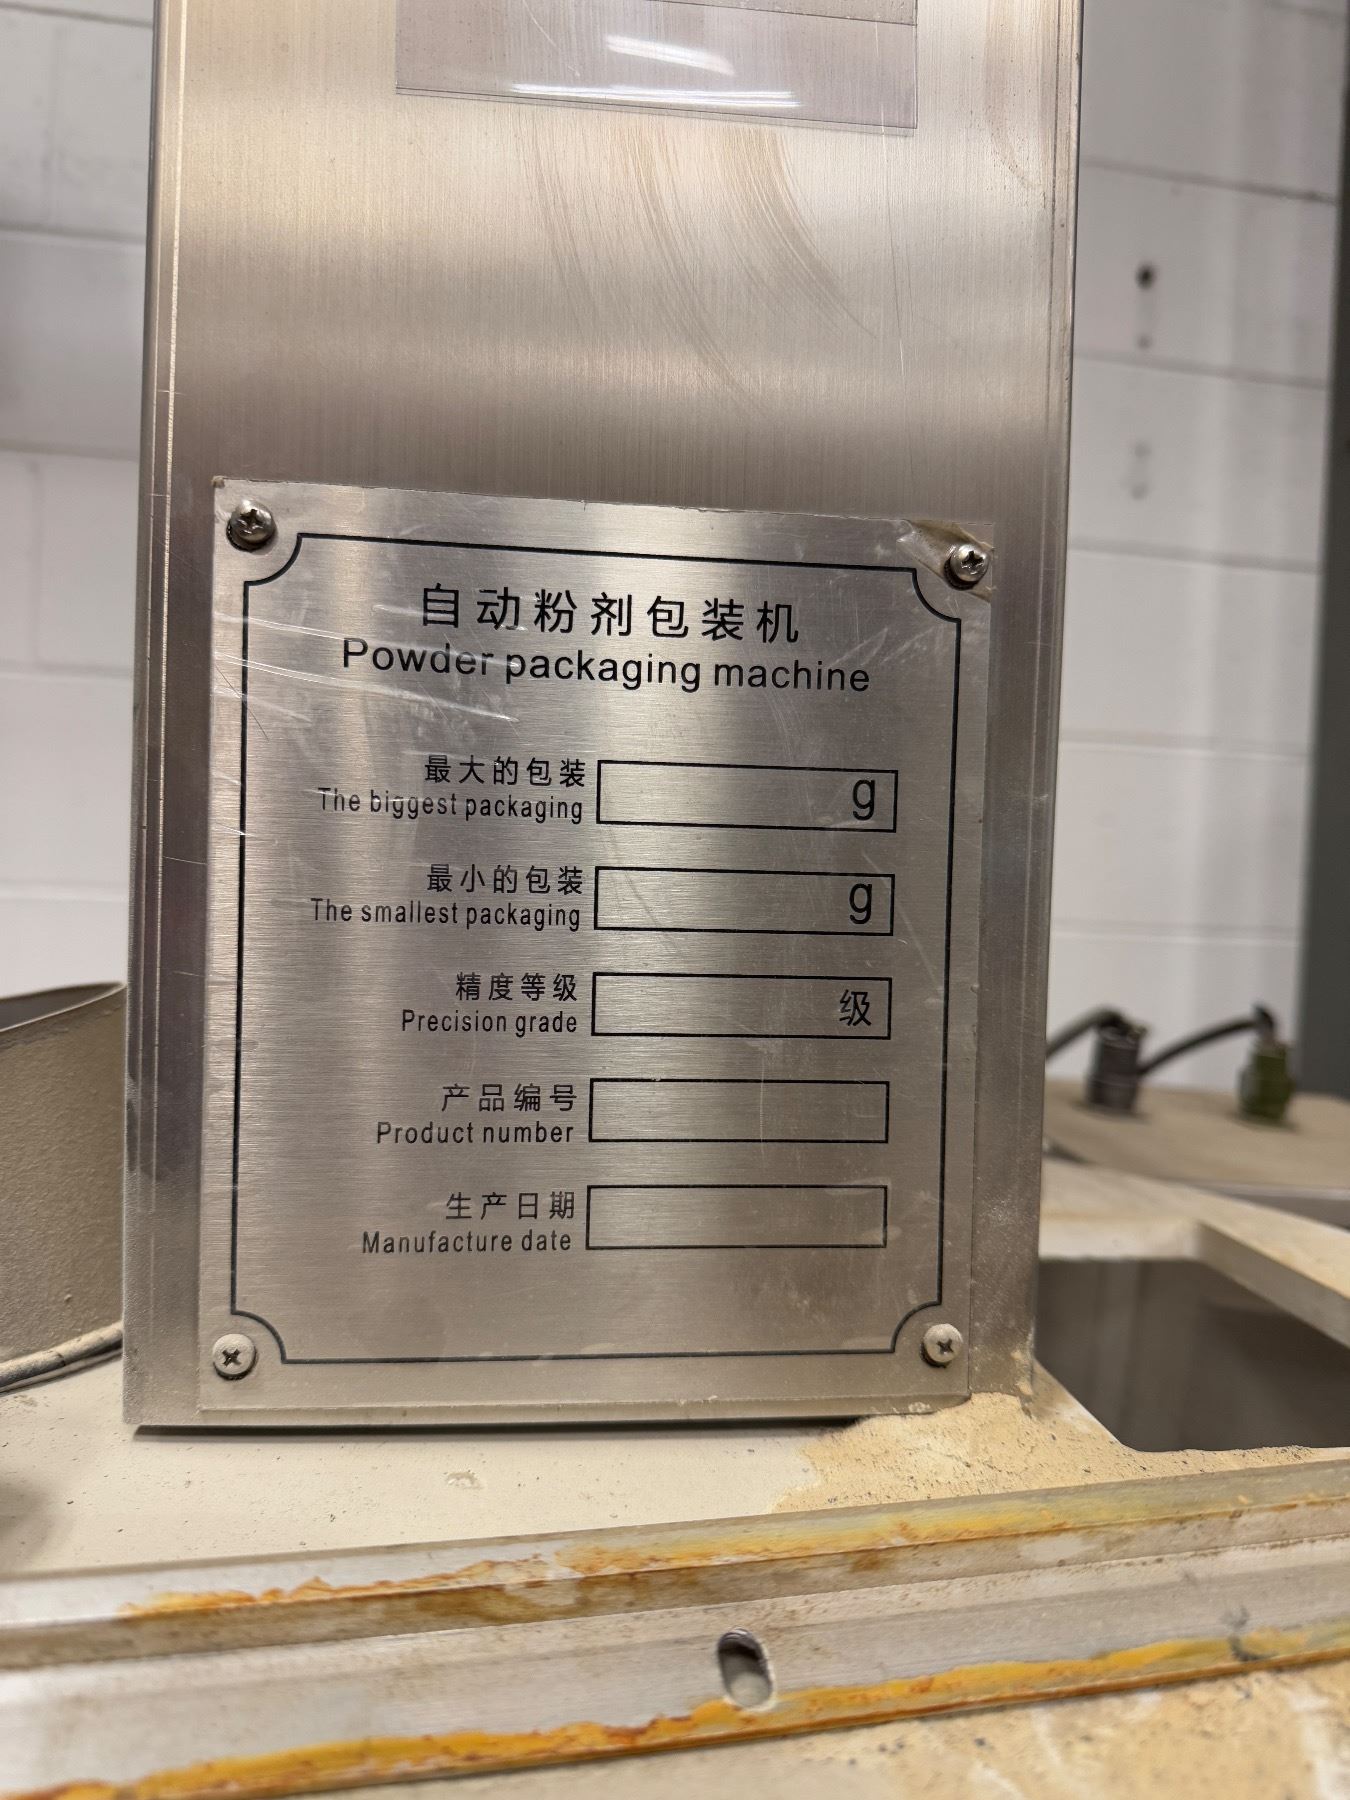 自动粉剂包装机
Powder packaging machine
最大的包装
The biggest packaging
g
最小的包装
The smallest packaging
g
精度等级
Precision grade
级
产品编号
Product number
生产日期
Manufacture date